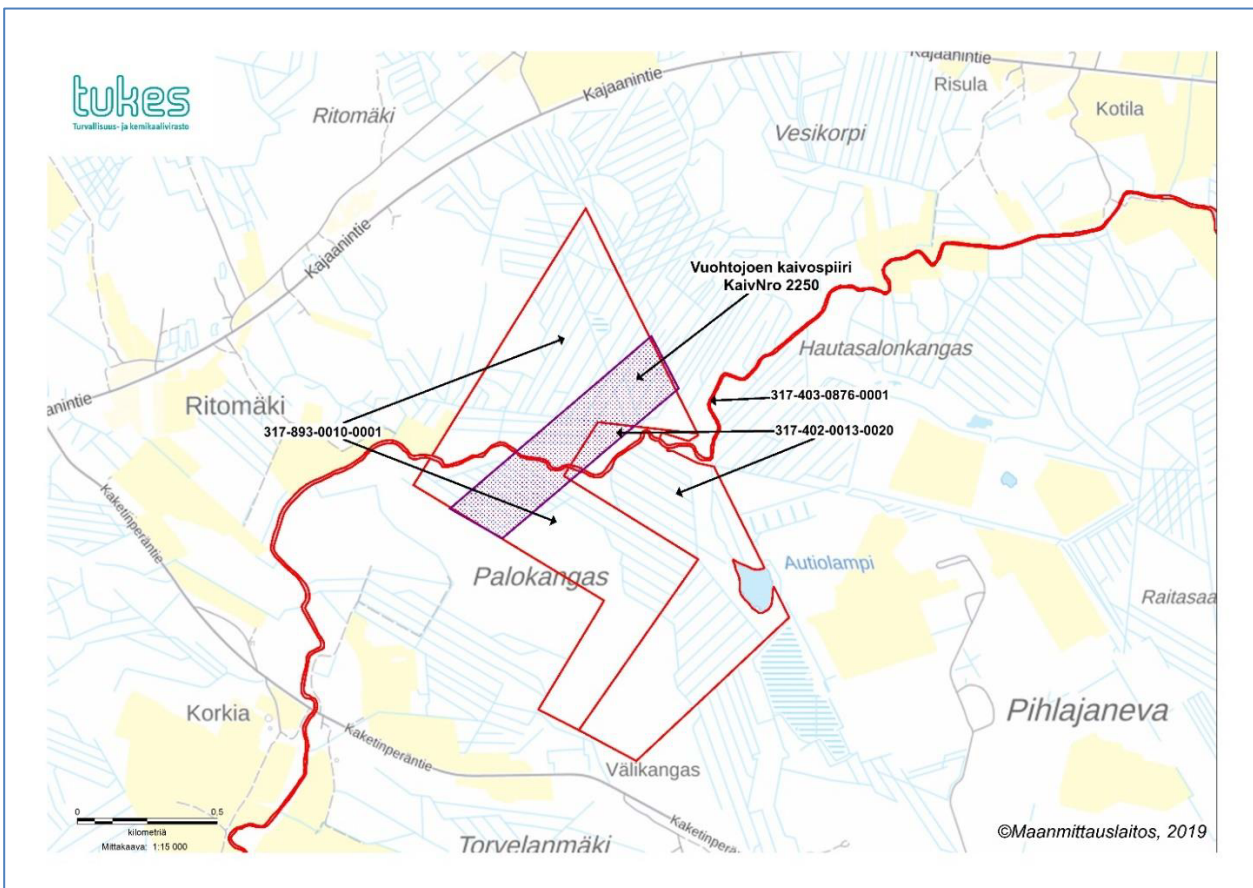 tukes
Turvallisuus- ja kemikaalivirasto
Kajaanintie
Kajaanintie
Risula
Kotila
Ritomäki
Vesikorpi
Kajaanintie
Vuohtojoen kaivospiiri
KaivNro 2250
Hautasalonkangas
aanintie
Ritomäki
317-403-0876-0001
317-893-0010-0001
317-402-0013-0020
Kaketinperäntie
Palokangas
Autiolampi
Raitasaa
Korkia
Pihlajaneva
Kaketinperäntie
Välikangas
0
0,5
kilometriä
Mittakaava: 1:15 000
Torvelanmäki
Kaketinperäntie
©Maanmittauslaitos, 2019